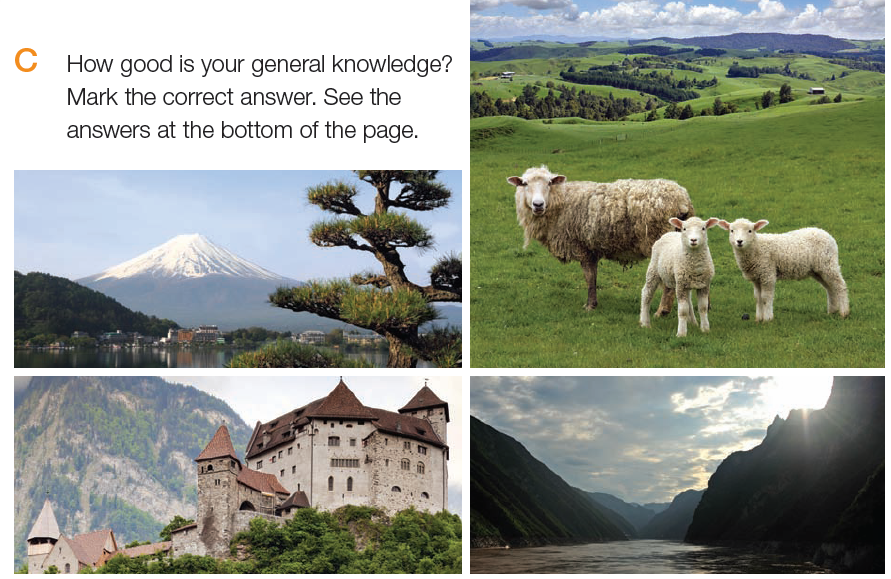 C
How good is your general knowledge?
Mark the correct answer. See the
answers at the bottom of the page.